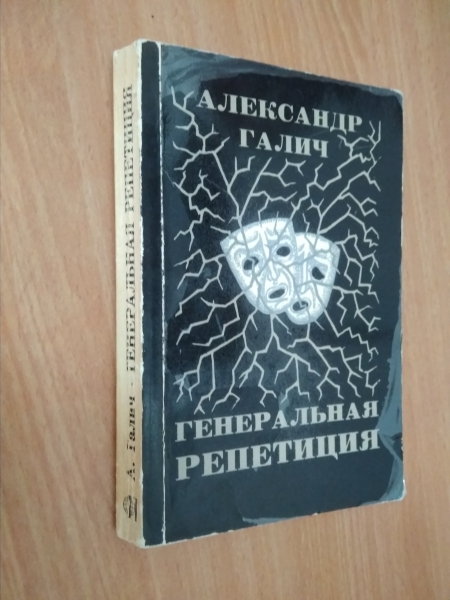 АЛЕКСАНДР
ГАЛИЧ
ГЕНЕРАЛЬНАЯ
РЕПЕТИЦИЯ
А. Галич · ГЕНЕРАЛЬНАЯ РЕПЕТИЦИЯ